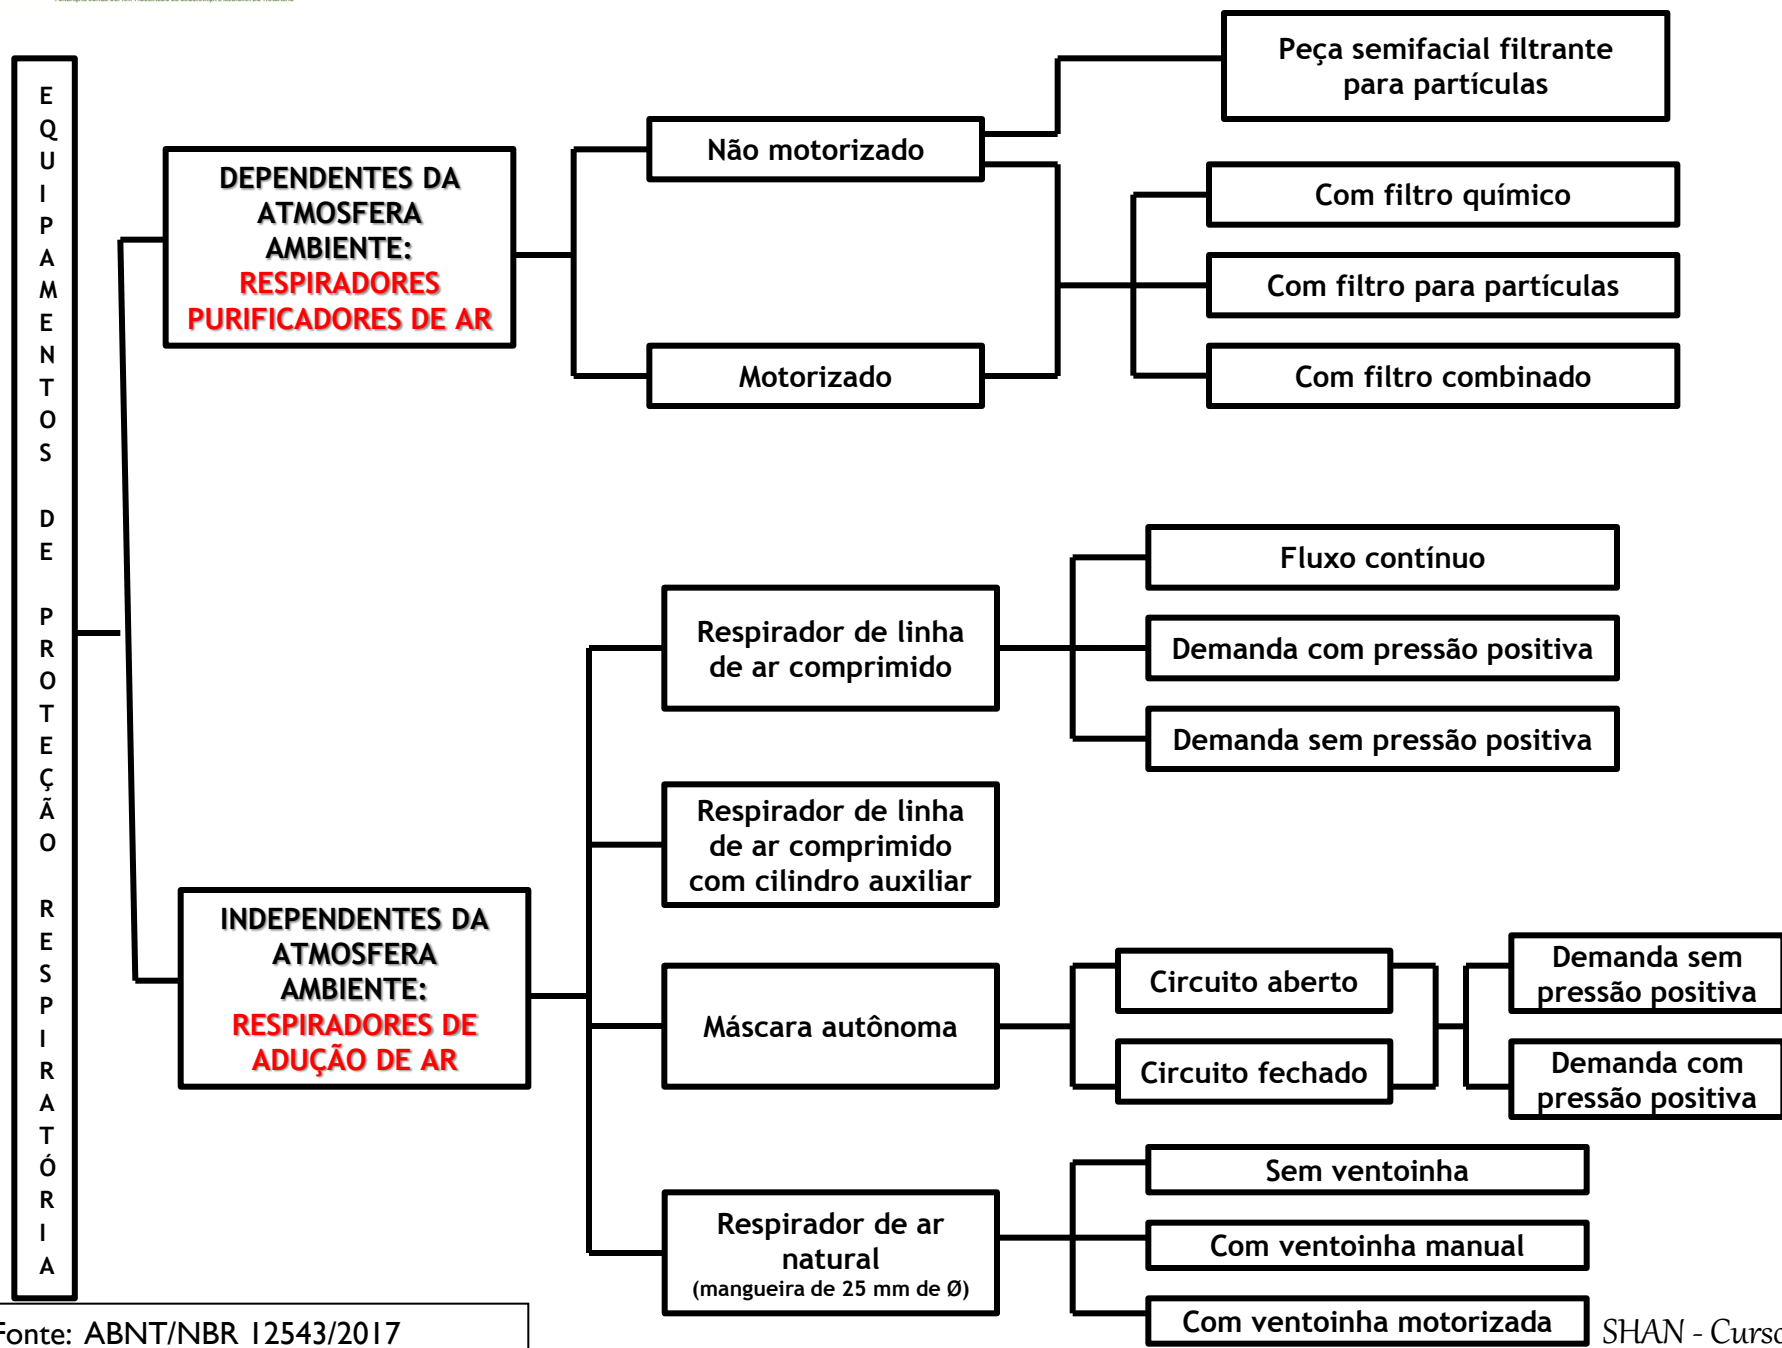 EQUIPAMENTOS DE PROTEÇÃO RESPIRATÓRIA
DEPENDENTES DA
ATMOSFERA
AMBIENTE:
RESPIRADORES
PURIFICADORES DE AR
Não motorizado
Motorizado
Peça semifacial filtrante
para partículas
Com filtro químico
Com filtro para partículas
Com filtro combinado
INDEPENDENTES DA
ATMOSFERA
AMBIENTE:
RESPIRADORES DE
ADUÇÃO DE AR
Respirador de linha
de ar comprimido
Fluxo contínuo
Demanda com pressão positiva
Demanda sem pressão positiva
Respirador de linha
de ar comprimido
com cilindro auxiliar
Máscara autônoma
Circuito aberto
Circuito fechado
Demanda sem
pressão positiva
Demanda com
pressão positiva
Respirador de ar
natural
(mangueira de 25 mm de Ø)
Sem ventoinha
Com ventoinha manual
Com ventoinha motorizada
Fonte: ABNT/NBR 12543/2017
SHAN - Curso